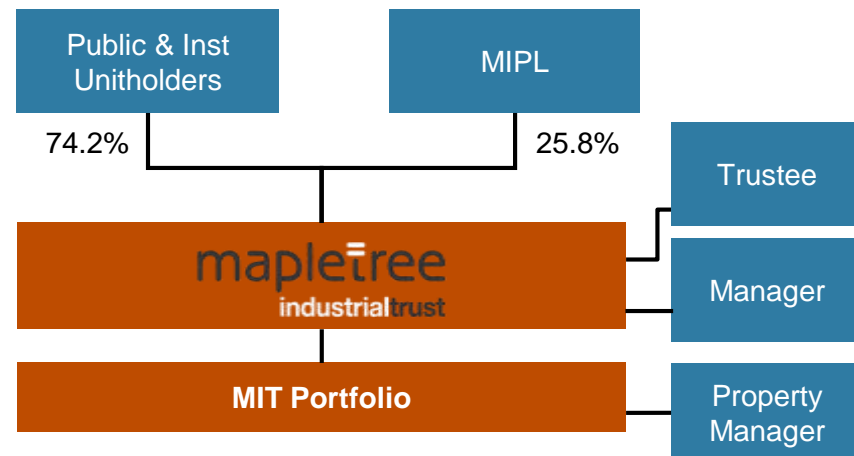 Public & Inst
Unitholders
MIPL
74.2%
25.8%
Trustee
mapletree
industrialtrust
Manager
MIT Portfolio
Property
Manager